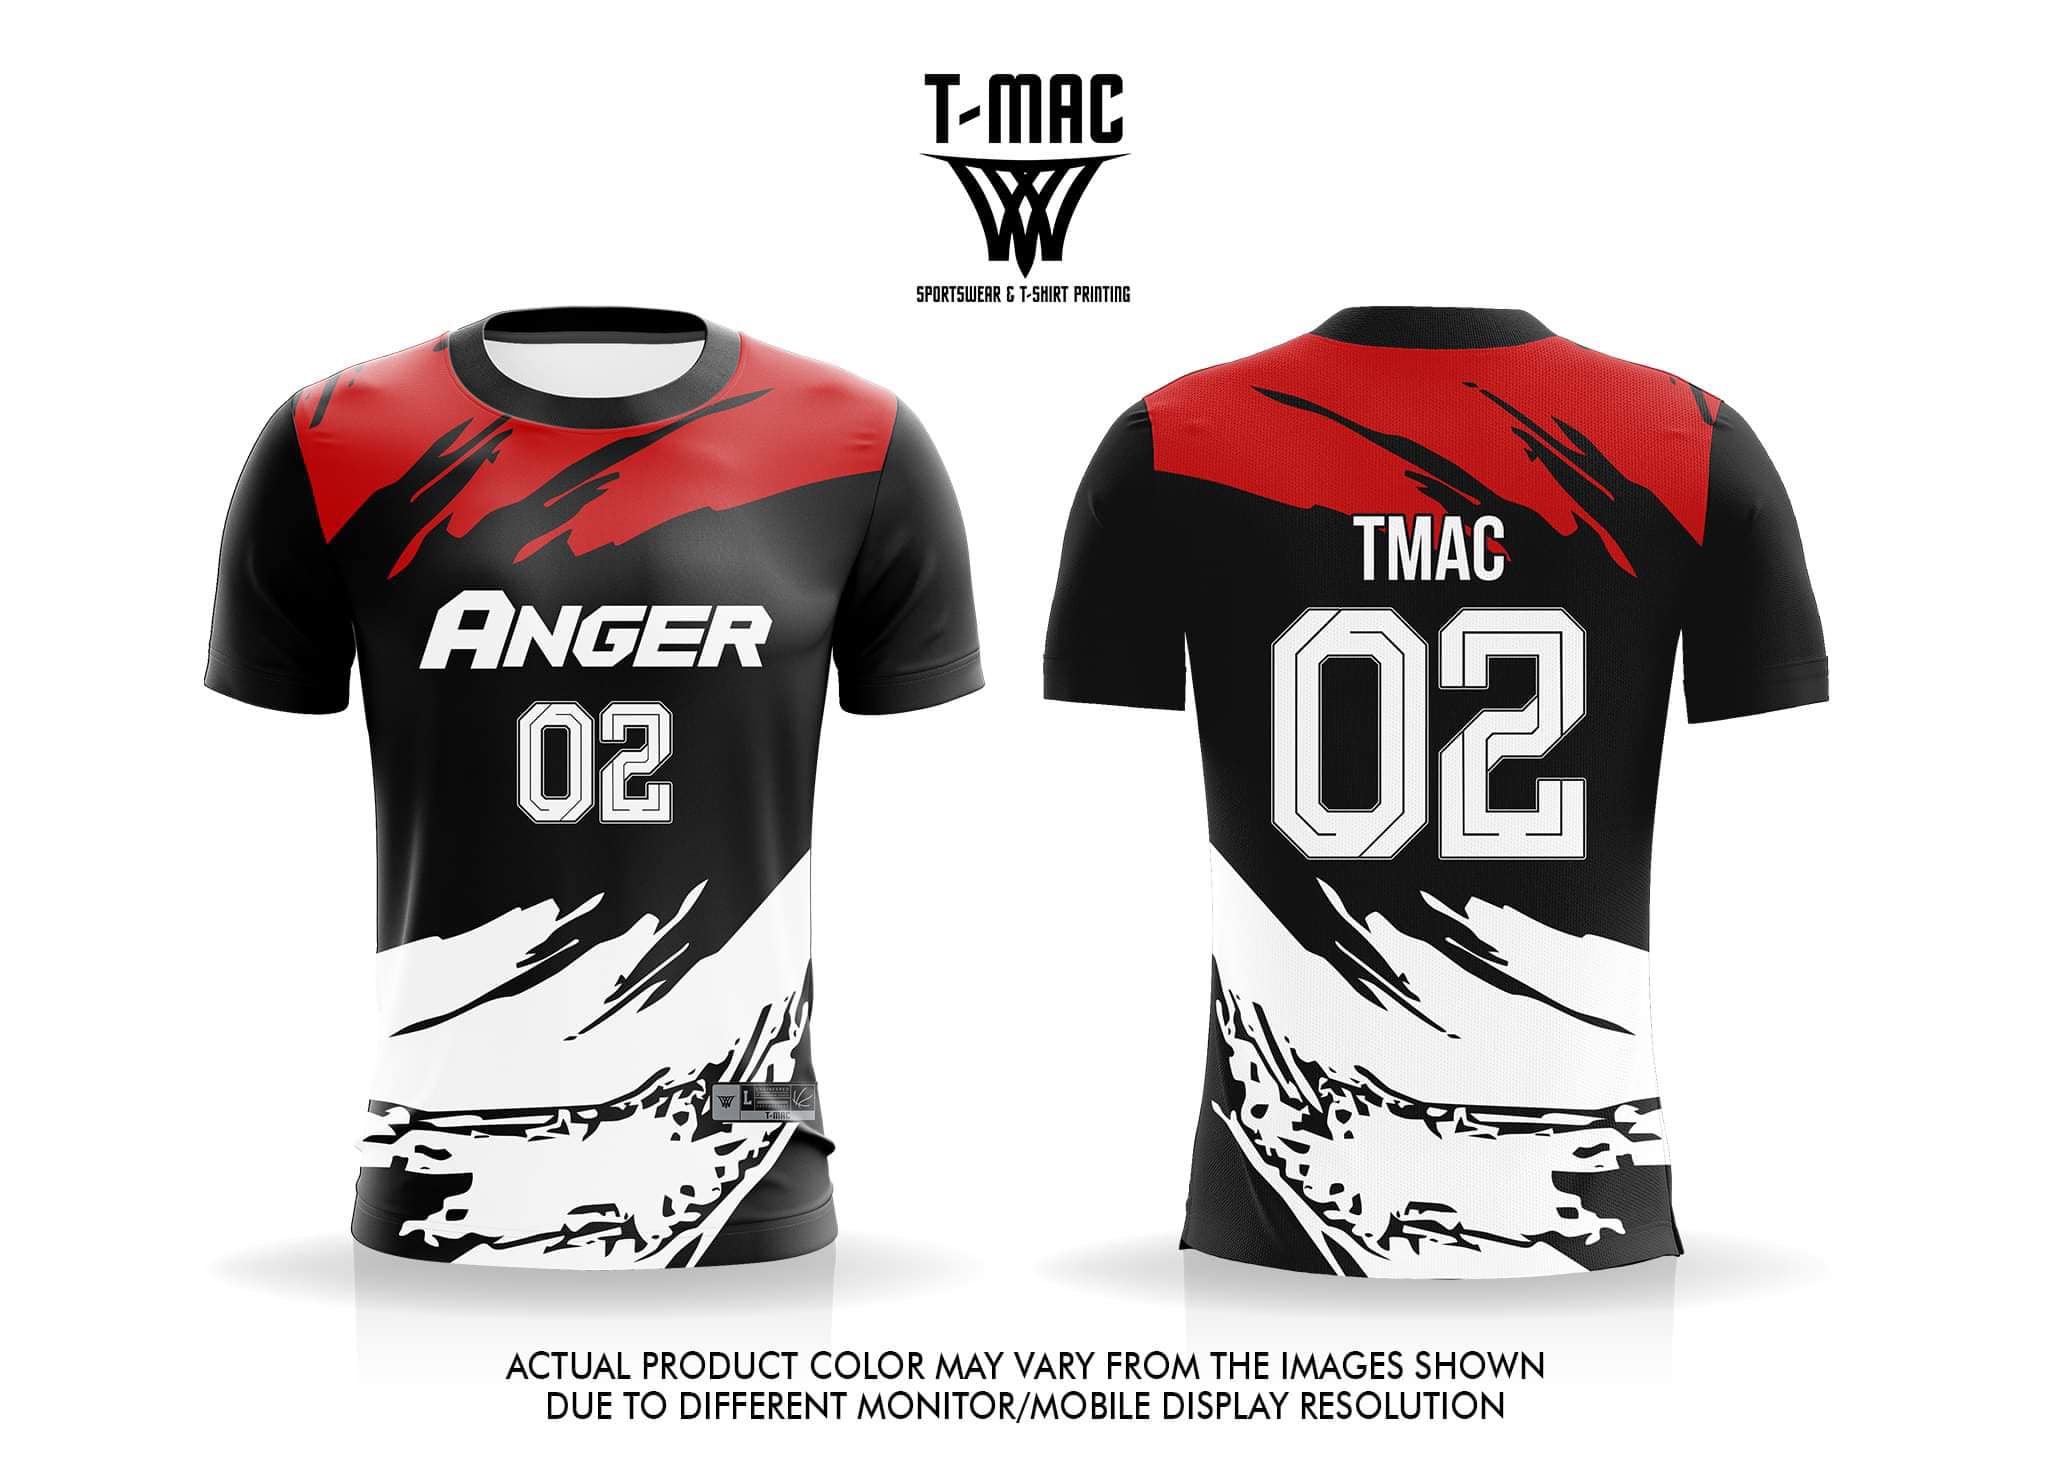 T-MAC
SPORTSWEAR & T-SHIRT PRINTING
ANGER
02
L
T-MAC
TMAC
02
ACTUAL PRODUCT COLOR MAY VARY FROM THE IMAGES SHOWN
DUE TO DIFFERENT MONITOR/MOBILE DISPLAY RESOLUTION